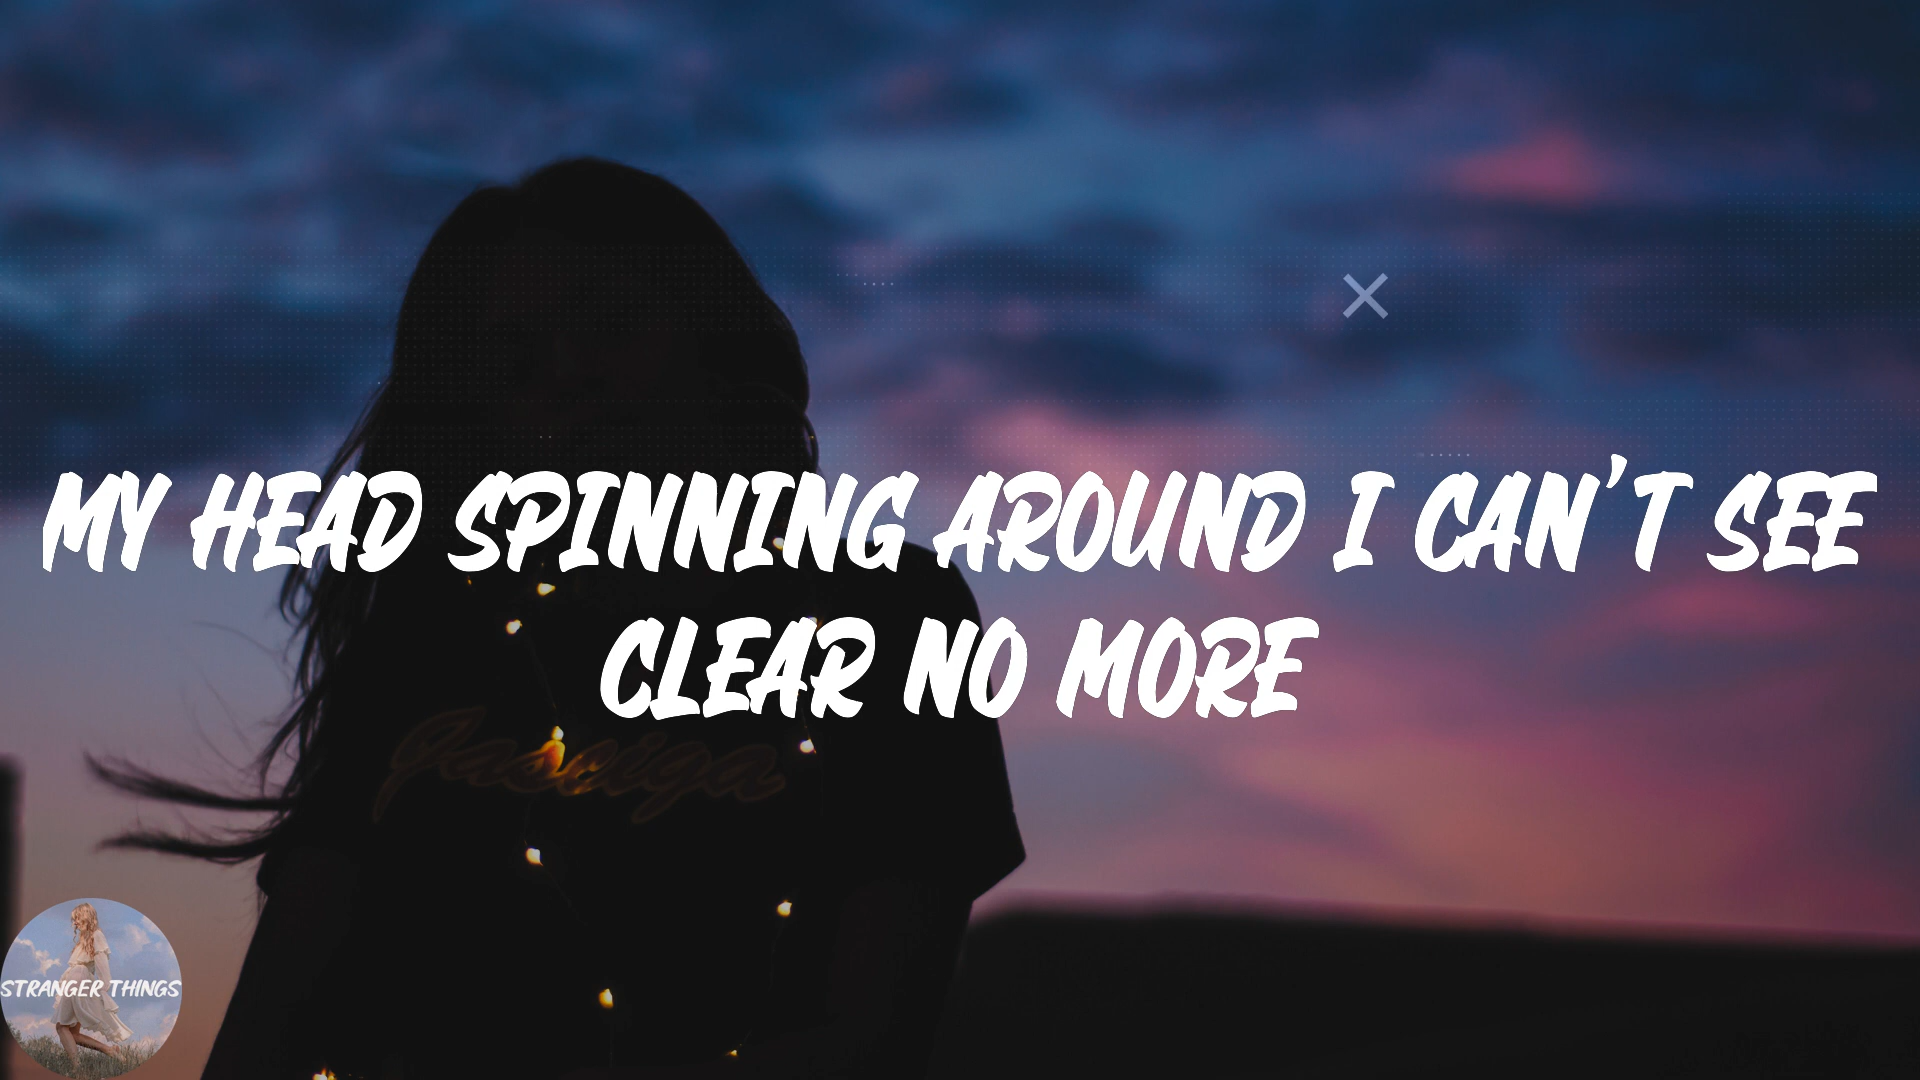 MY HEAD SPINNING AROUND I CAN'T SEE
CLEAR NO MORE
STRANGER THINGS